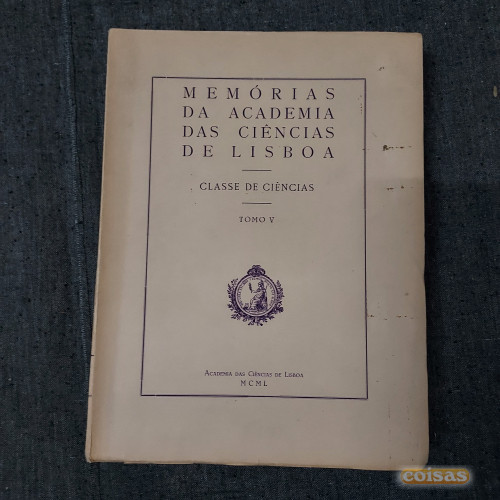 MEMÓRIAS
DA ACADEMIA
DAS CIÊNCIAS
DE LISBOA
CLASSE DE CIÊNCIAS
TOMO V
ACADEMIA DAS CIÊNCIAS DE LISBOA
MCML
coisas